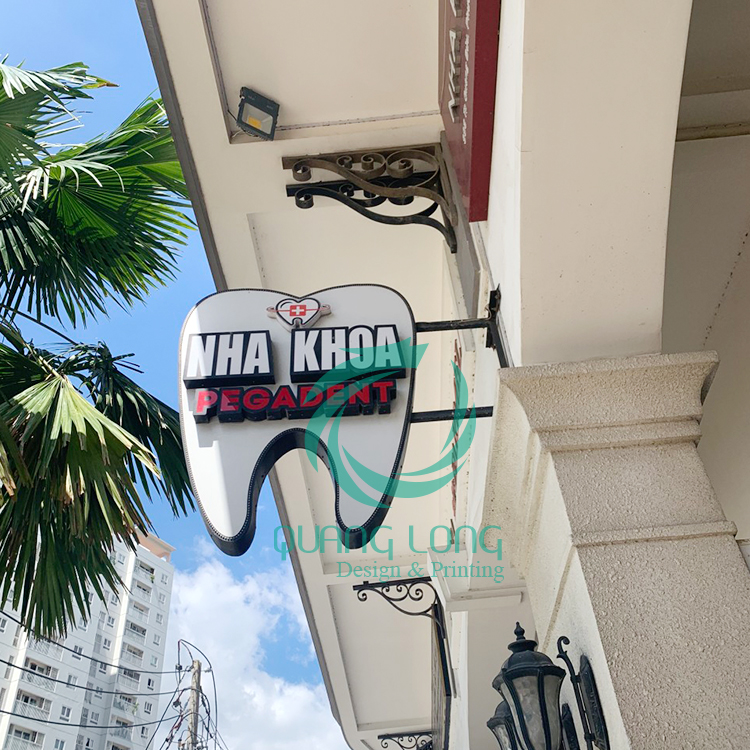 NHA KHOA
PEGADENT
QUANG LONG
Design & Printing